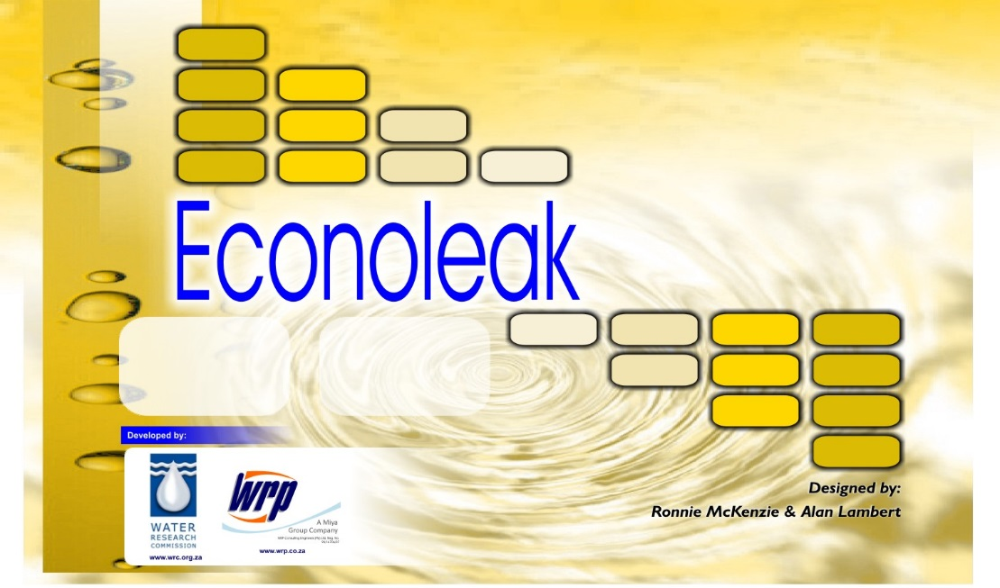 Econoleak
Developed by:
WATER
RESEARCH
COMMISSION
www.wrc.org.za
wrp
A Miya
Group Company
www.wrp.co.za
Designed by:
Ronnie McKenzie & Alan Lambert